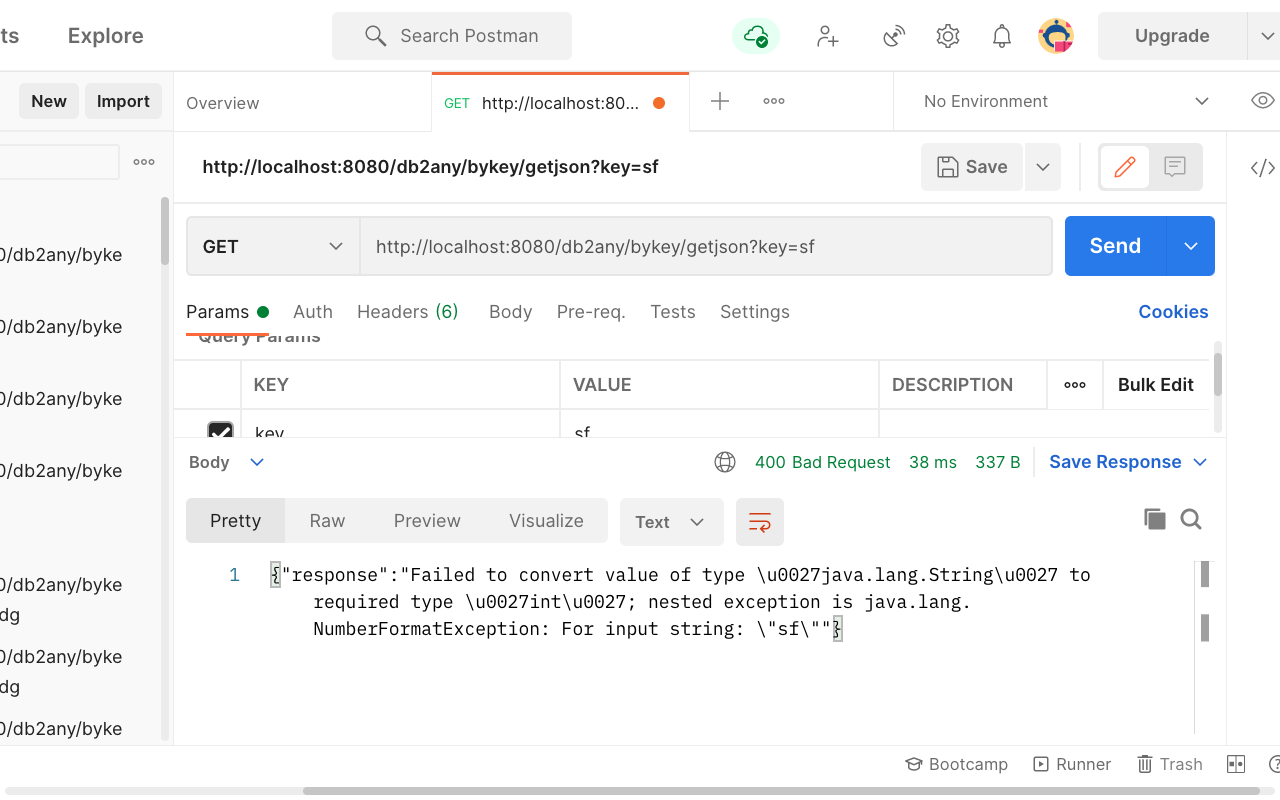 ts Explore Search Postman Upgrade
New Import Overview GET http://localhost:80... No Environment
http://localhost:8080/db2any/bykey/getjson?key=sf Save
GET http://localhost:8080/db2any/bykey/getjson?key=sf Send
0/db2any/byke
Params Auth Headers (6) Body Pre-req. Tests Settings Cookies
0/db2any/byke
Query Params
KEY VALUE DESCRIPTION Bulk Edit
0/db2any/byke
key sf
Body 400 Bad Request 38 ms 337 B Save Response
0/db2any/byke
Pretty Raw Preview Visualize Text
1 {"response":"Failed to convert value of type \u0027java.lang.String\u0027 to
required type \u0027int\u0027; nested exception is java.lang.
NumberFormatException: For input string: \"sf\""}
0/db2any/byke
dg
0/db2any/byke
dg
0/db2any/byke
Bootcamp Runner Trash